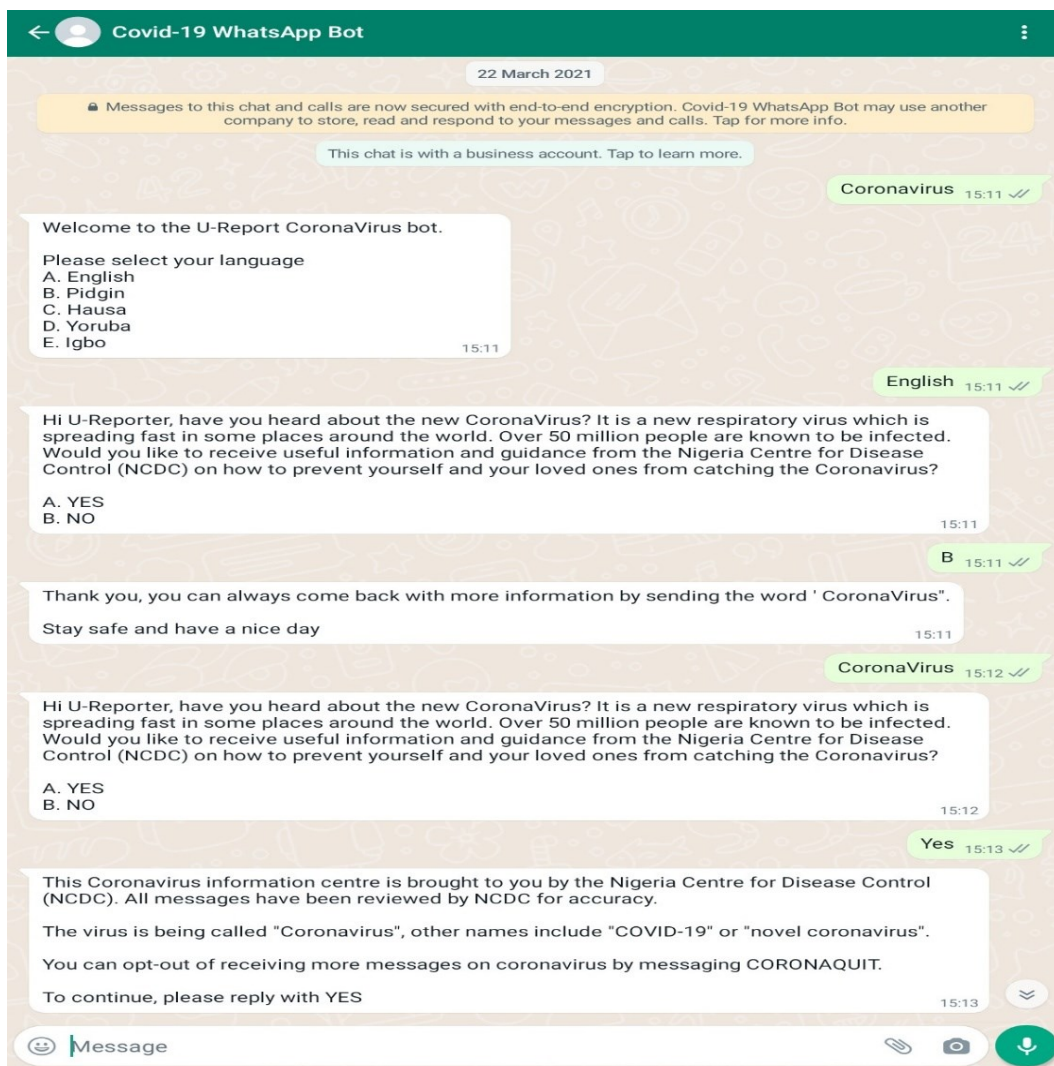 Covid-19 WhatsApp Bot
22 March 2021
Messages to this chat and calls are now secured with end-to-end encryption. Covid-19 WhatsApp Bot may use another
company to store, read and respond to your messages and calls. Tap for more info.
This chat is with a business account. Tap to learn more.
Coronavirus 15:11
Welcome to the U-Report CoronaVirus bot.
Please select your language
A. English
B. Pidgin
C. Hausa
D. Yoruba
E. Igbo
15:11
English 15:11
Hi U-Reporter, have you heard about the new CoronaVirus? It is a new respiratory virus which is
spreading fast in some places around the world. Over 50 million people are known to be infected.
Would you like to receive useful information and guidance from the Nigeria Centre for Disease
Control (NCDC) on how to prevent yourself and your loved ones from catching the Coronavirus?
A. YES
B. NO
15:11
B 15:11
Thank you, you can always come back with more information by sending the word ' CoronaVirus".
Stay safe and have a nice day
15:11
CoronaVirus 15:12
Hi U-Reporter, have you heard about the new CoronaVirus? It is a new respiratory virus which is
spreading fast in some places around the world. Over 50 million people are known to be infected.
Would you like to receive useful information and guidance from the Nigeria Centre for Disease
Control (NCDC) on how to prevent yourself and your loved ones from catching the Coronavirus?
A. YES
B. NO
15:12
Yes 15:13
This Coronavirus information centre is brought to you by the Nigeria Centre for Disease Control
(NCDC). All messages have been reviewed by NCDC for accuracy.
The virus is being called "Coronavirus", other names include "COVID-19" or "novel coronavirus".
You can opt-out of receiving more messages on coronavirus by messaging CORONAQUIT.
To continue, please reply with YES
15:13
Message